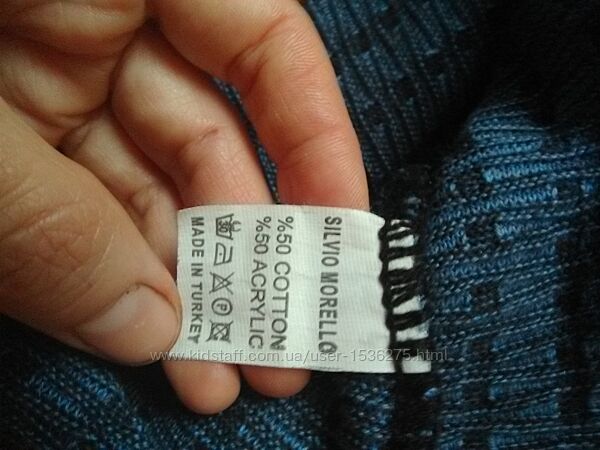 SILVIO MORELLO
%50 COTTON
%50 ACRYLIC
MADE IN TURKEY
www.kidstaff.com.ua/user-1536275.html